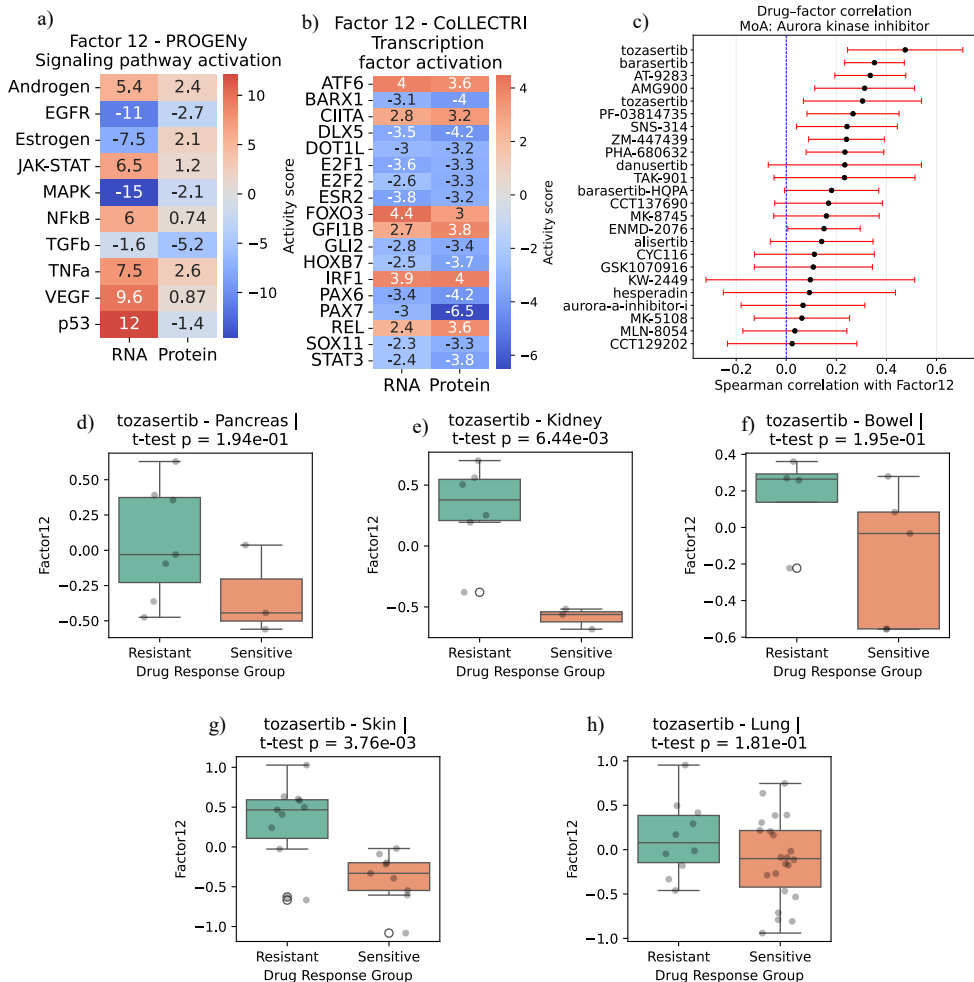 a)
Factor 12 - PROGENy
Signaling pathway activation
Androgen 5.4 2.4
EGFR -11 -2.7
Estrogen -7.5 2.1
JAK-STAT 6.5 1.2
MAPK -15 -2.1
NFkB 6 0.74
TGFb -1.6 -5.2
TNFa 7.5 2.6
VEGF 9.6 0.87
p53 12 -1.4
RNA Protein
10
5
0
−5
−10
Activity score
b)
Factor 12 - CoLLECTRI
Transcription
factor activation
ATF6 4 3.6
BARX1 -3.1 -4
CIITA 2.8 3.2
DLX5 -3.5 -4.2
DOT1L -3 -3.2
E2F1 -3.6 -3.3
E2F2 -2.6 -3.3
ESR2 -3.8 -3.2
FOXO3 4.4 3
GFI1B 2.7 3.8
GLI2 -2.8 -3.4
HOXB7 -2.5 -3.7
IRF1 3.9 4
PAX6 -3.4 -4.2
PAX7 -3 -6.5
REL 2.4 3.6
SOX11 -2.3 -3.3
STAT3 -2.4 -3.8
RNA Protein
4
2
0
−2
−4
−6
Activity score
c)
Drug–factor correlation
MoA: Aurora kinase inhibitor
tozasertib
barasertib
AT-9283
AMG900
tozasertib
PF-03814735
SNS-314
ZM-447439
PHA-680632
danusertib
TAK-901
barasertib-HQPA
CCT137690
MK-8745
ENMD-2076
alisertib
CYC116
GSK1070916
KW-2449
hesperadin
aurora-a-inhibitor-i
MK-5108
MLN-8054
CCT129202
−0.2 0.0 0.2 0.4 0.6
Spearman correlation with Factor12
d)
tozasertib - Pancreas |
t-test p = 1.94e-01
Factor12
0.50
0.25
0.00
−0.25
−0.50
Resistant Sensitive
Drug Response Group
e)
tozasertib - Kidney
t-test p = 6.44e-03
Factor12
0.5
0.0
−0.5
Resistant Sensitive
Drug Response Group
f)
tozasertib - Bowel |
t-test p = 1.95e-01
Factor12
0.4
0.2
0.0
−0.2
−0.4
−0.6
Resistant Sensitive
Drug Response Group
g)
tozasertib - Skin |
t-test p = 3.76e-03
Factor12
1.0
0.5
0.0
−0.5
−1.0
Resistant Sensitive
Drug Response Group
h)
tozasertib - Lung |
t-test p = 1.81e-01
Factor12
1.0
0.5
0.0
−0.5
−1.0
Resistant Sensitive
Drug Response Group